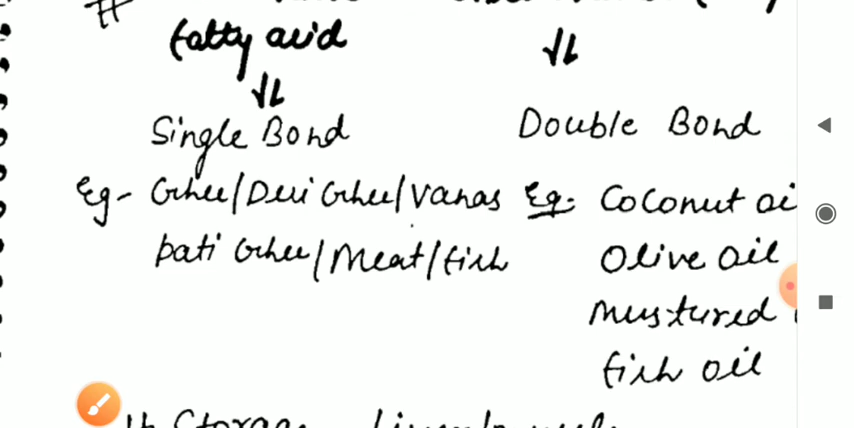 fatty acid
Single Bond Double Bond
Eg- Ghee/Desi Ghee/Vanas Eg:- Coconut oi
pati Ghee/Meat/fish Olive oil
Mustured
fish oil
Storage